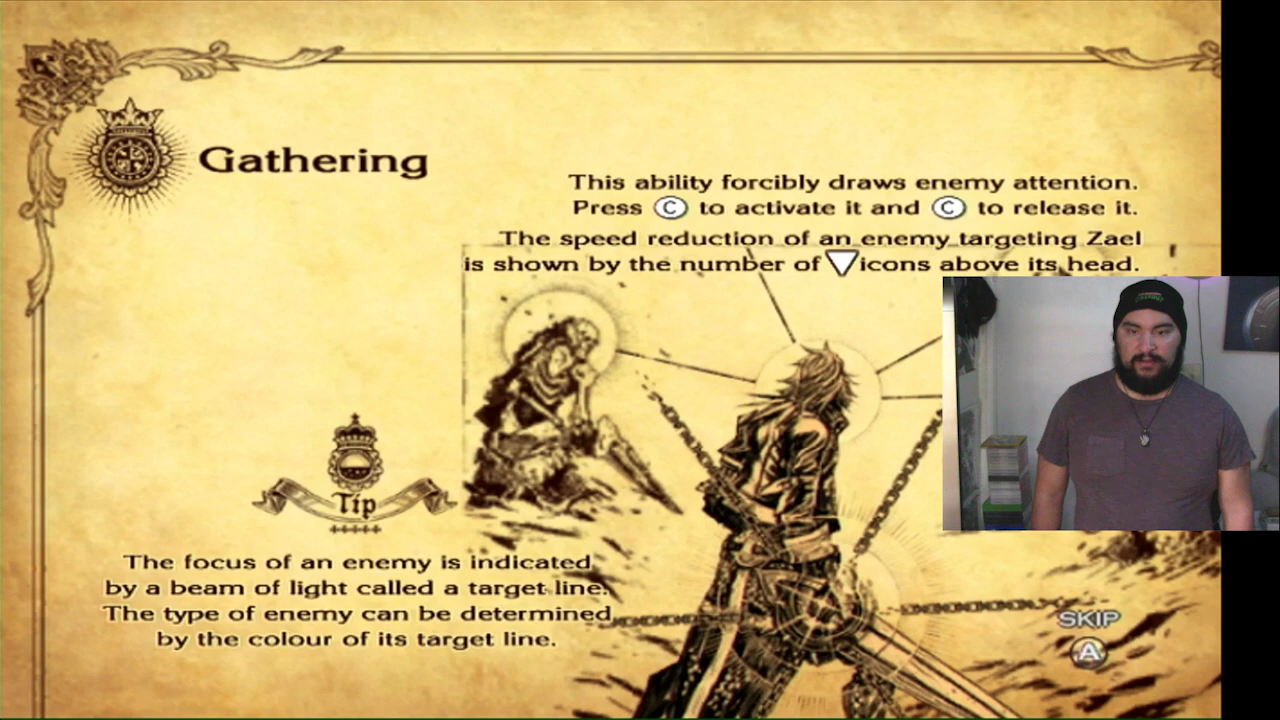 Gathering
This ability forcibly draws enemy attention.
Press C to activate it and C to release it.
The speed reduction of an enemy targeting Zael
is shown by the number of ▽ icons above its head.
Tip
The focus of an enemy is indicated
by a beam of light called a target line.
The type of enemy can be determined
by the colour of its target line.
SKIP
A